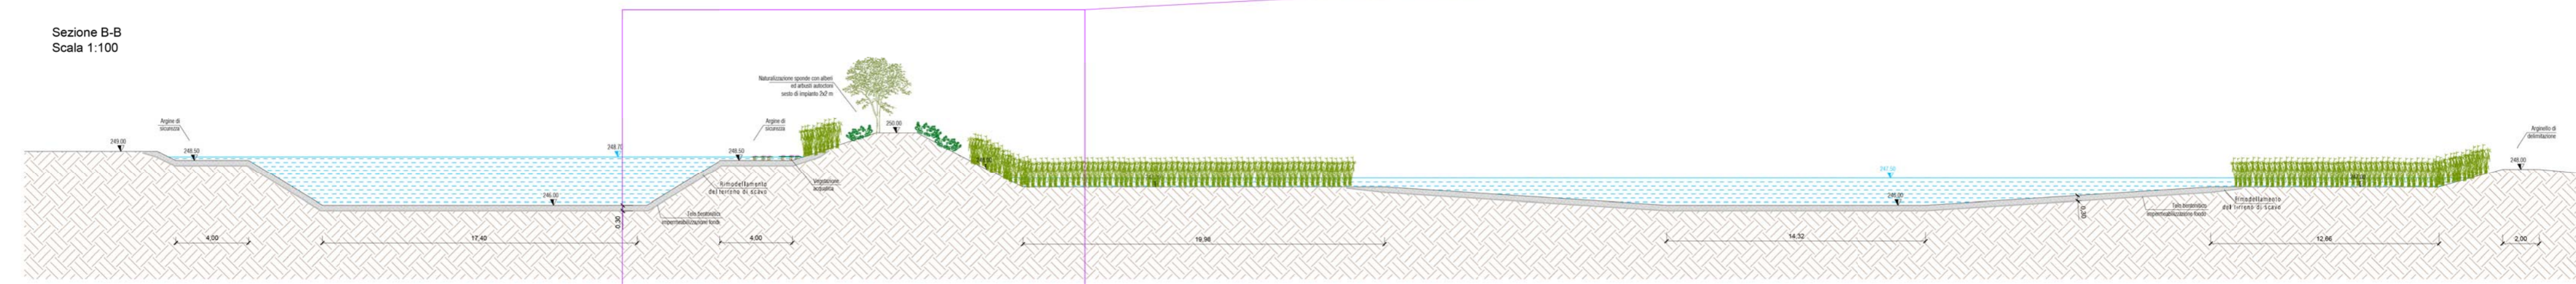 Sezione B-B
Scala 1:100
Naturalizzazione sponde con alberi
ed arbusti autoctoni
sesto di impianto 2x2 m
249.00
Argine di
sicurezza
248.50
248.70
Argine di
sicurezza
248.50
250.00
Arginello di
delimitazione
248.00
247.50
246.00
Rimodellamento
del terreno di scavo
Vegetazione
acquatica
Telo bentonitico
impermeabilizzazione fondo
0,30
246.00
Telo bentonitico
impermeabilizzazione fondo
Rimodellamento
del terreno di scavo
0,30
4,00
17,40
4,00
19,98
14,32
12,66
2,00